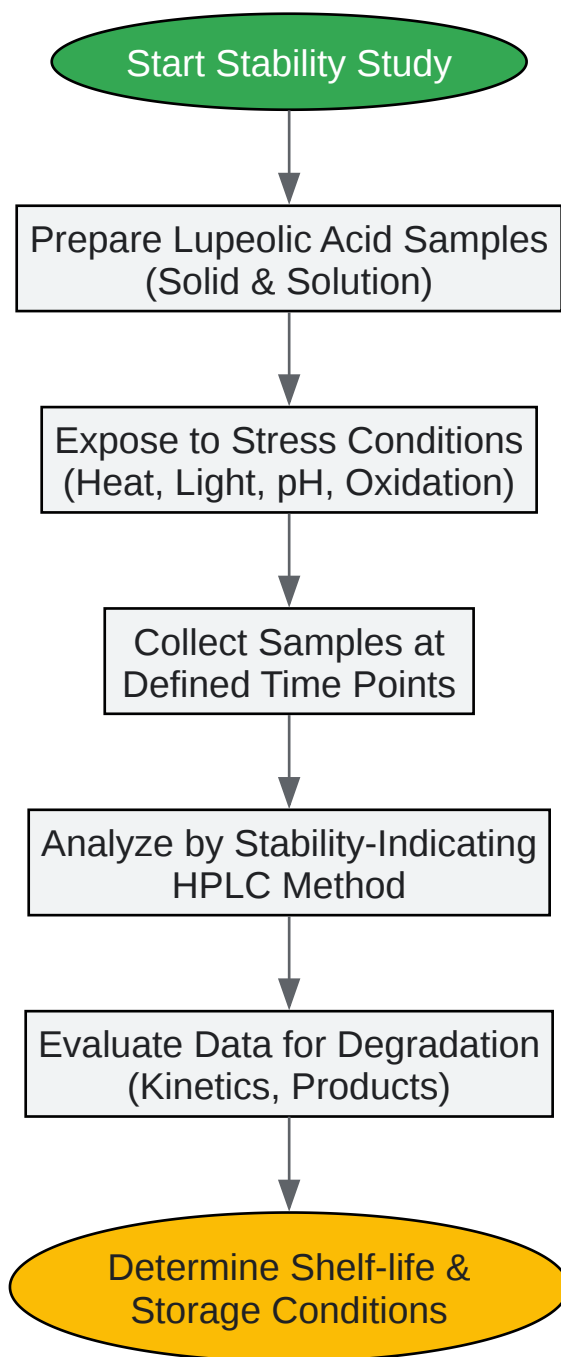 Start Stability Study
Prepare Lupeolic Acid Samples
(Solid & Solution)
Expose to Stress Conditions
(Heat, Light, pH, Oxidation)
Collect Samples at
Defined Time Points
Analyze by Stability-Indicating
HPLC Method
Evaluate Data for Degradation
(Kinetics, Products)
Determine Shelf-life &
Storage Conditions